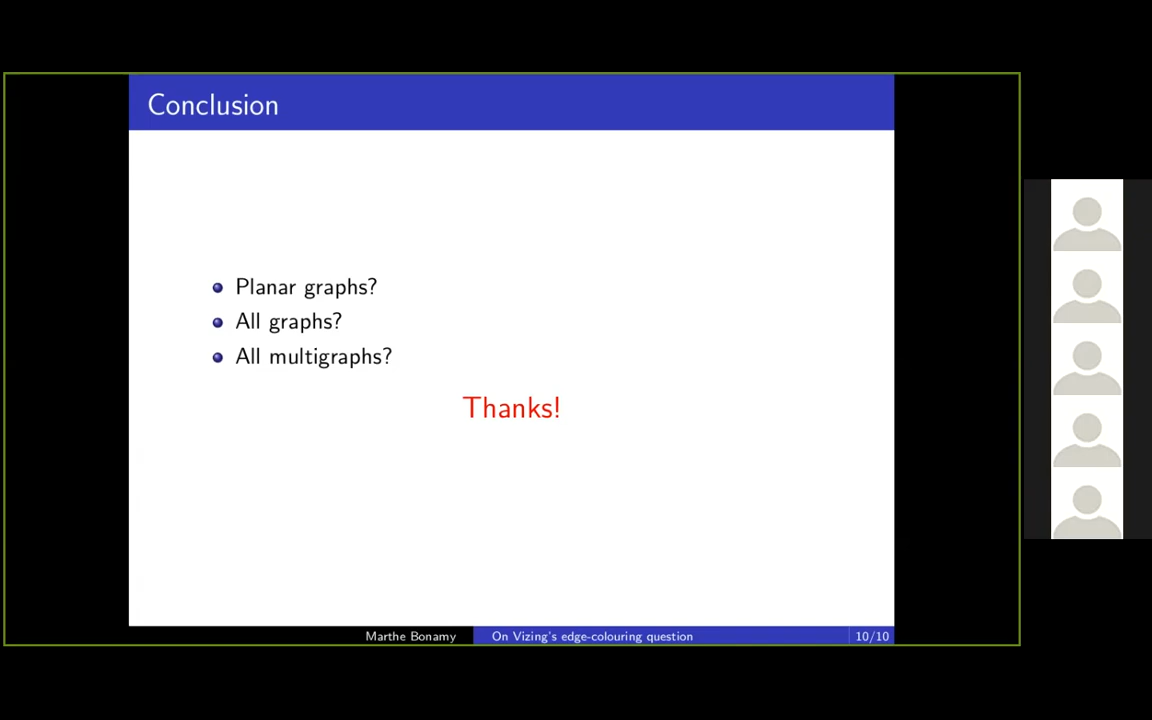 Conclusion
Planar graphs?
All graphs?
All multigraphs?
Thanks!
Marthe Bonamy
On Vizing's edge-colouring question
10/10